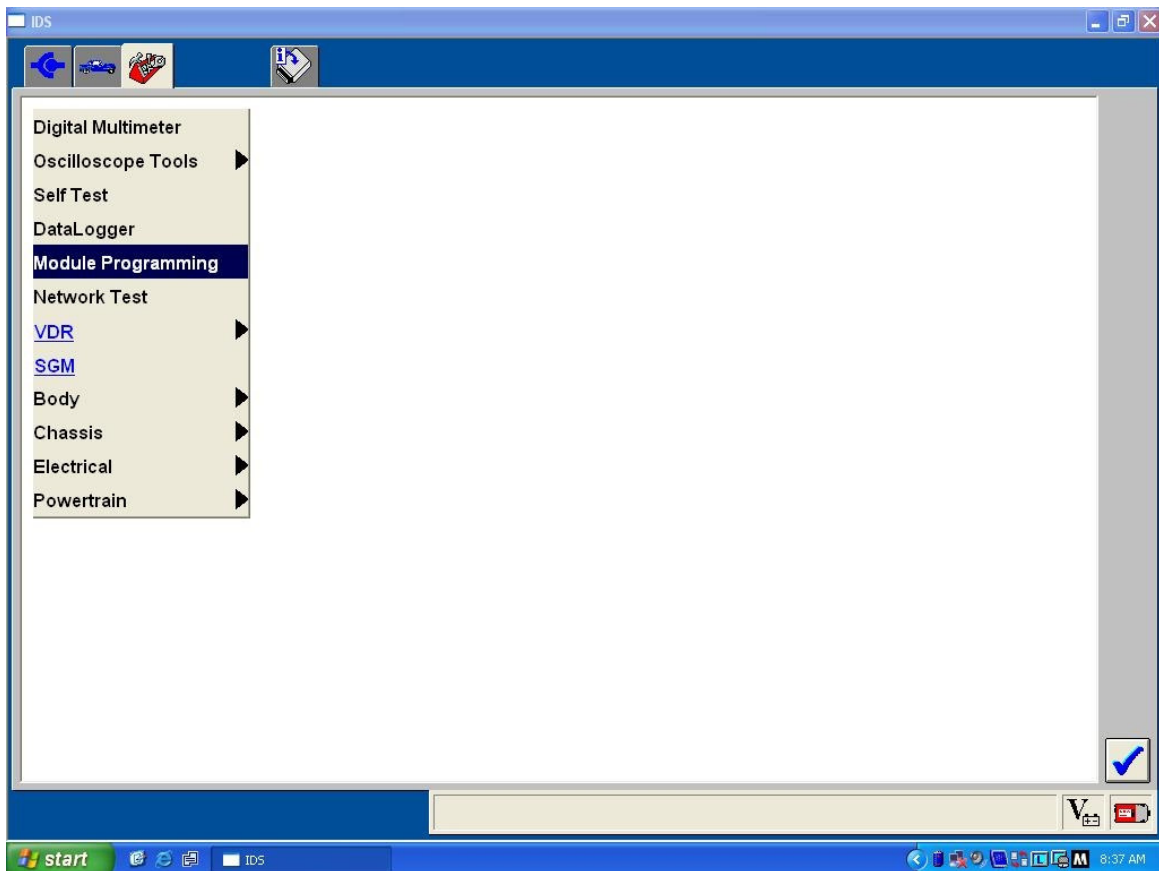 IDS
Digital Multimeter
Oscilloscope Tools
Self Test
DataLogger
Module Programming
Network Test
VDR
SGM
Body
Chassis
Electrical
Powertrain
V
start IDS L M 8:37 AM